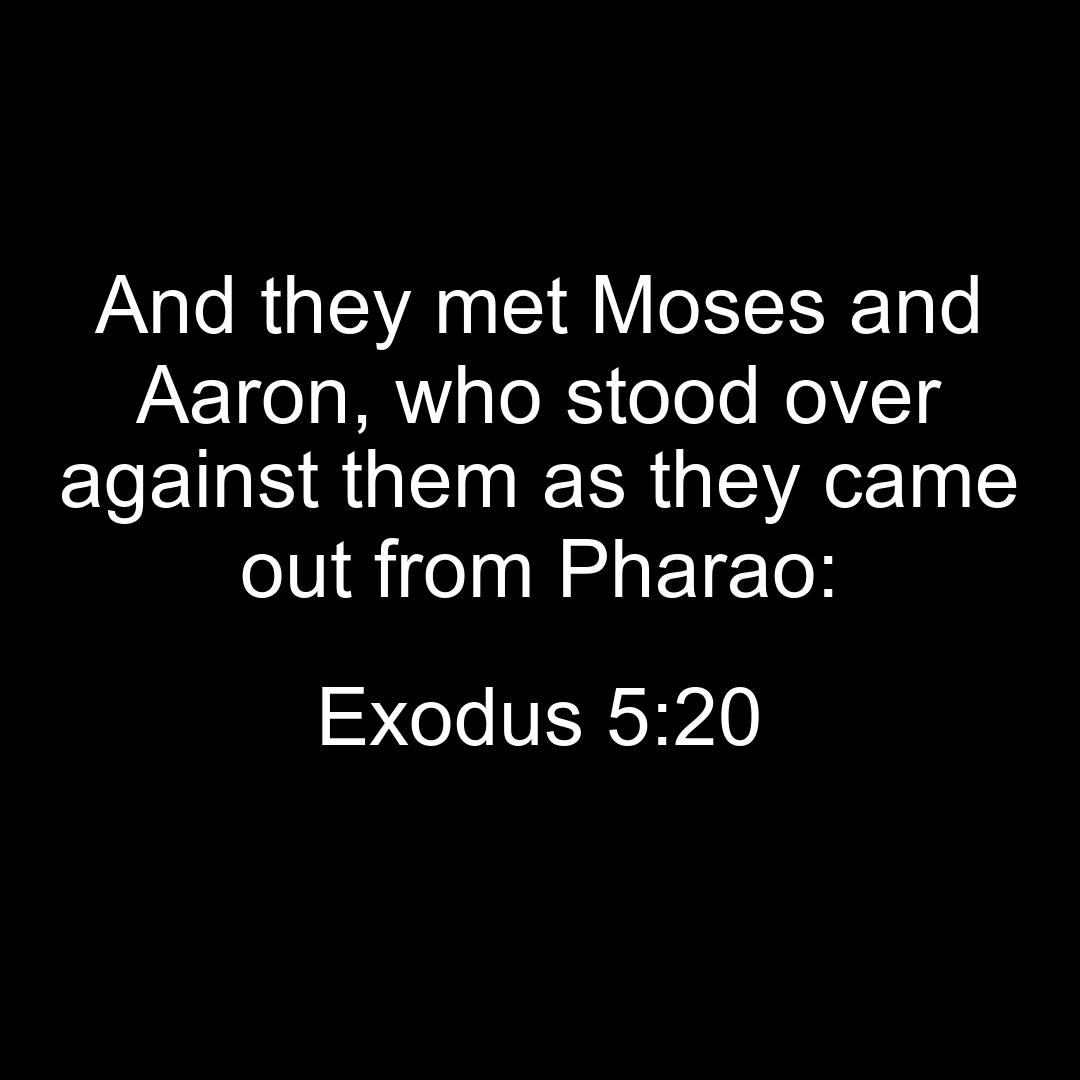 And they met Moses and
Aaron, who stood over
against them as they came
out from Pharao:
Exodus 5:20